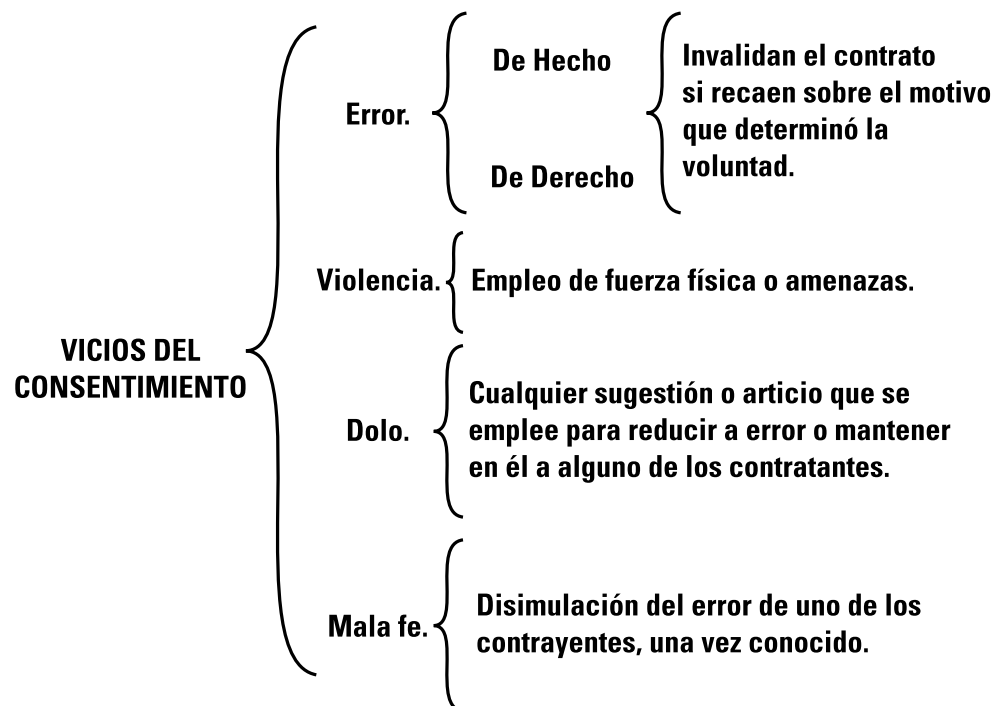 VICIOS DEL
CONSENTIMIENTO
Error.
De Hecho
De Derecho
Invalidan el contrato
si recaen sobre el motivo
que determinó la
voluntad.
Violencia.
Empleo de fuerza física o amenazas.
Dolo.
Cualquier sugestión o articio que se
emplee para reducir a error o mantener
en él a alguno de los contratantes.
Mala fe.
Disimulación del error de uno de los
contrayentes, una vez conocido.